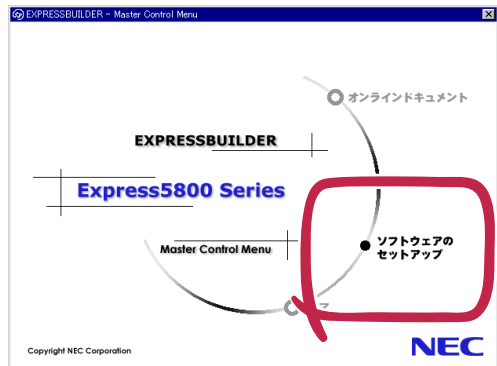 EXPRESSBUILDER - Master Control Menu
オンラインドキュメント
EXPRESSBUILDER
Express5800 Series
ソフトウェアの
セットアップ
Master Control Menu
Copyright NEC Corporation
NEC